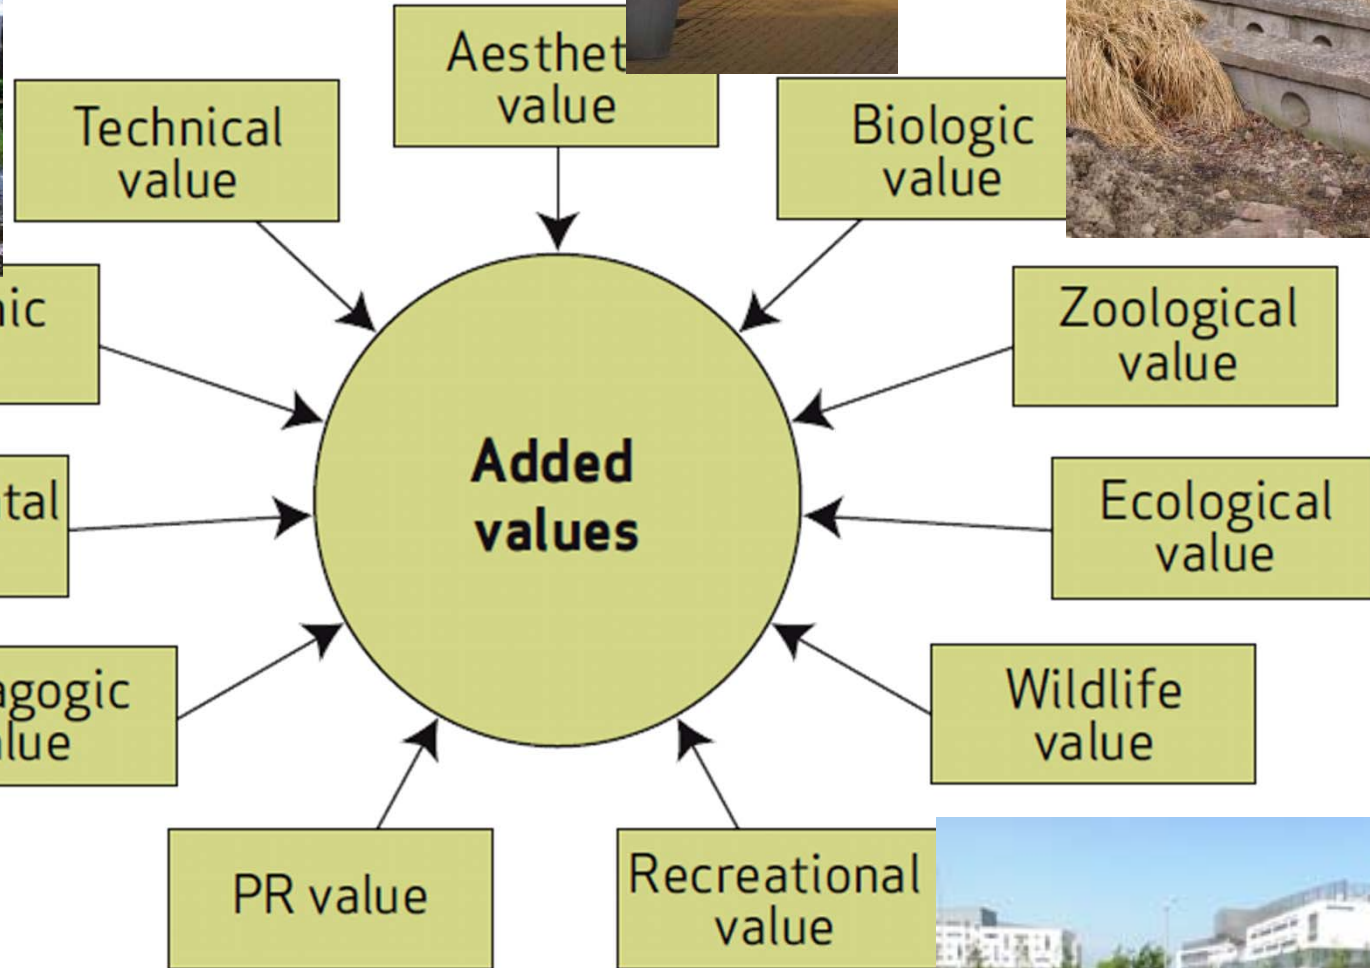 Aesthet
value
Technical
value
Biologic
value
nic
Zoological
value
Added
values
tal
Ecological
value
agogic
lue
Wildlife
value
PR value
Recreational
value